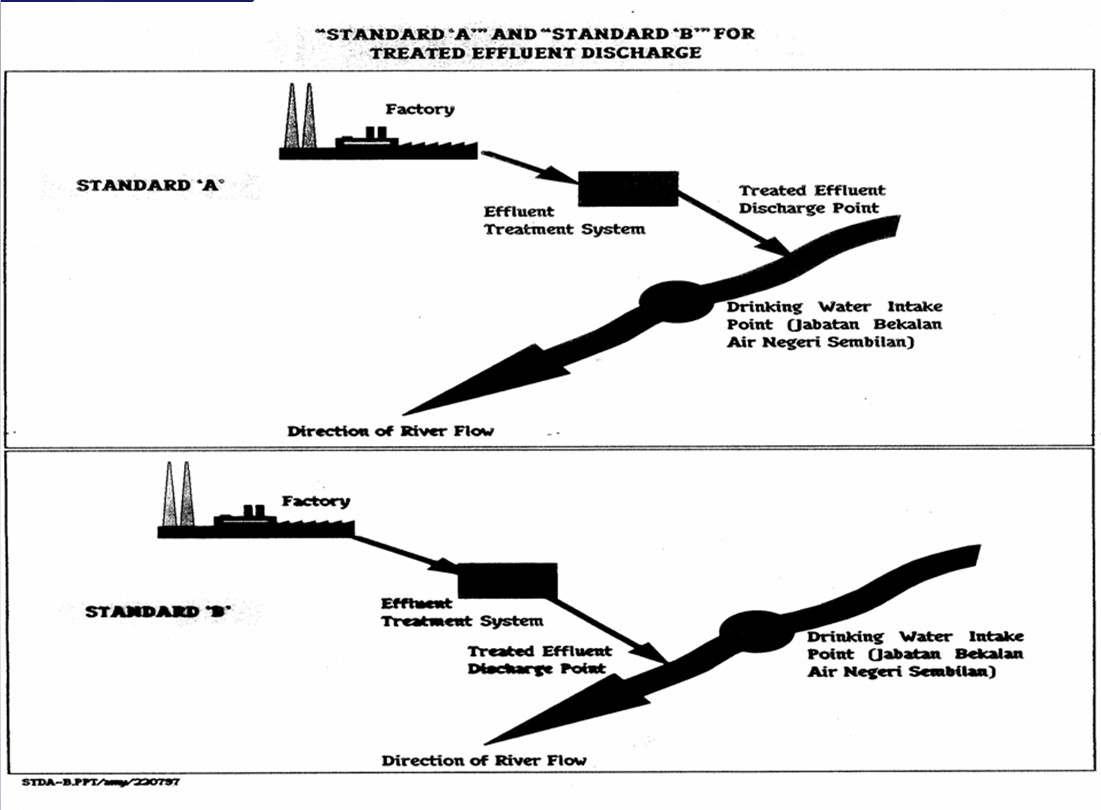 "STANDARD 'A'" AND "STANDARD 'B'" FOR
TREATED EFFLUENT DISCHARGE
Factory
STANDARD 'A'
Effluent
Treatment System
Treated Effluent
Discharge Point
Drinking Water Intake
Point (Jabatan Bekalan
Air Negeri Sembilan)
Direction of River Flow
Factory
STANDARD 'B'
Effluent
Treatment System
Treated Effluent
Discharge Point
Drinking Water Intake
Point (Jabatan Bekalan
Air Negeri Sembilan)
Direction of River Flow
STDA-B.PPT/amy/220797